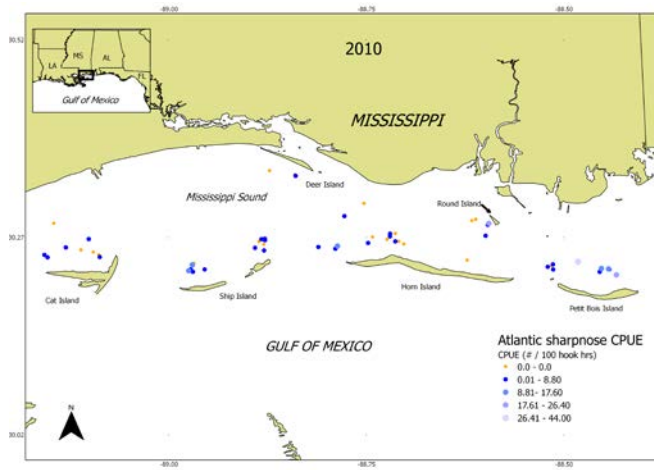 -89.00 -88.75 -88.50
30.52
2010
MS
AL
LA
FL
Gulf of Mexico
MISSISSIPPI
Mississippi Sound
Deer Island
Round Island
30.27
Cat Island
Ship Island
Horn Island
Petit Bois Island
GULF OF MEXICO
Atlantic sharpnose CPUE
CPUE (# / 100 hook hrs)
0.0 - 0.0
0.01 - 8.80
8.81 - 17.60
17.61 - 26.40
26.41 - 44.00
N
30.02
-89.00 -88.75 -88.50